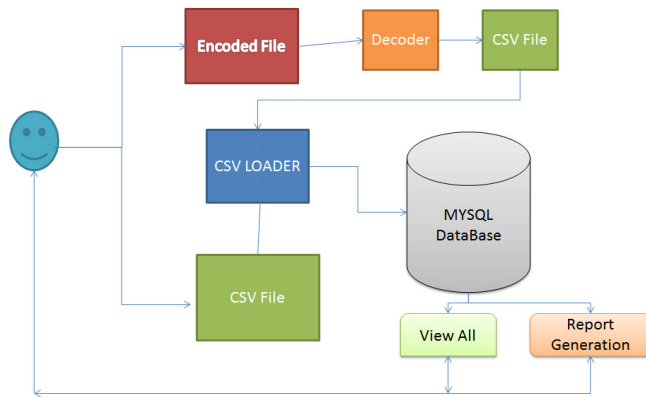 Encoded File
Decoder
CSV File
CSV LOADER
MYSQL
DataBase
CSV File
View All
Report
Generation